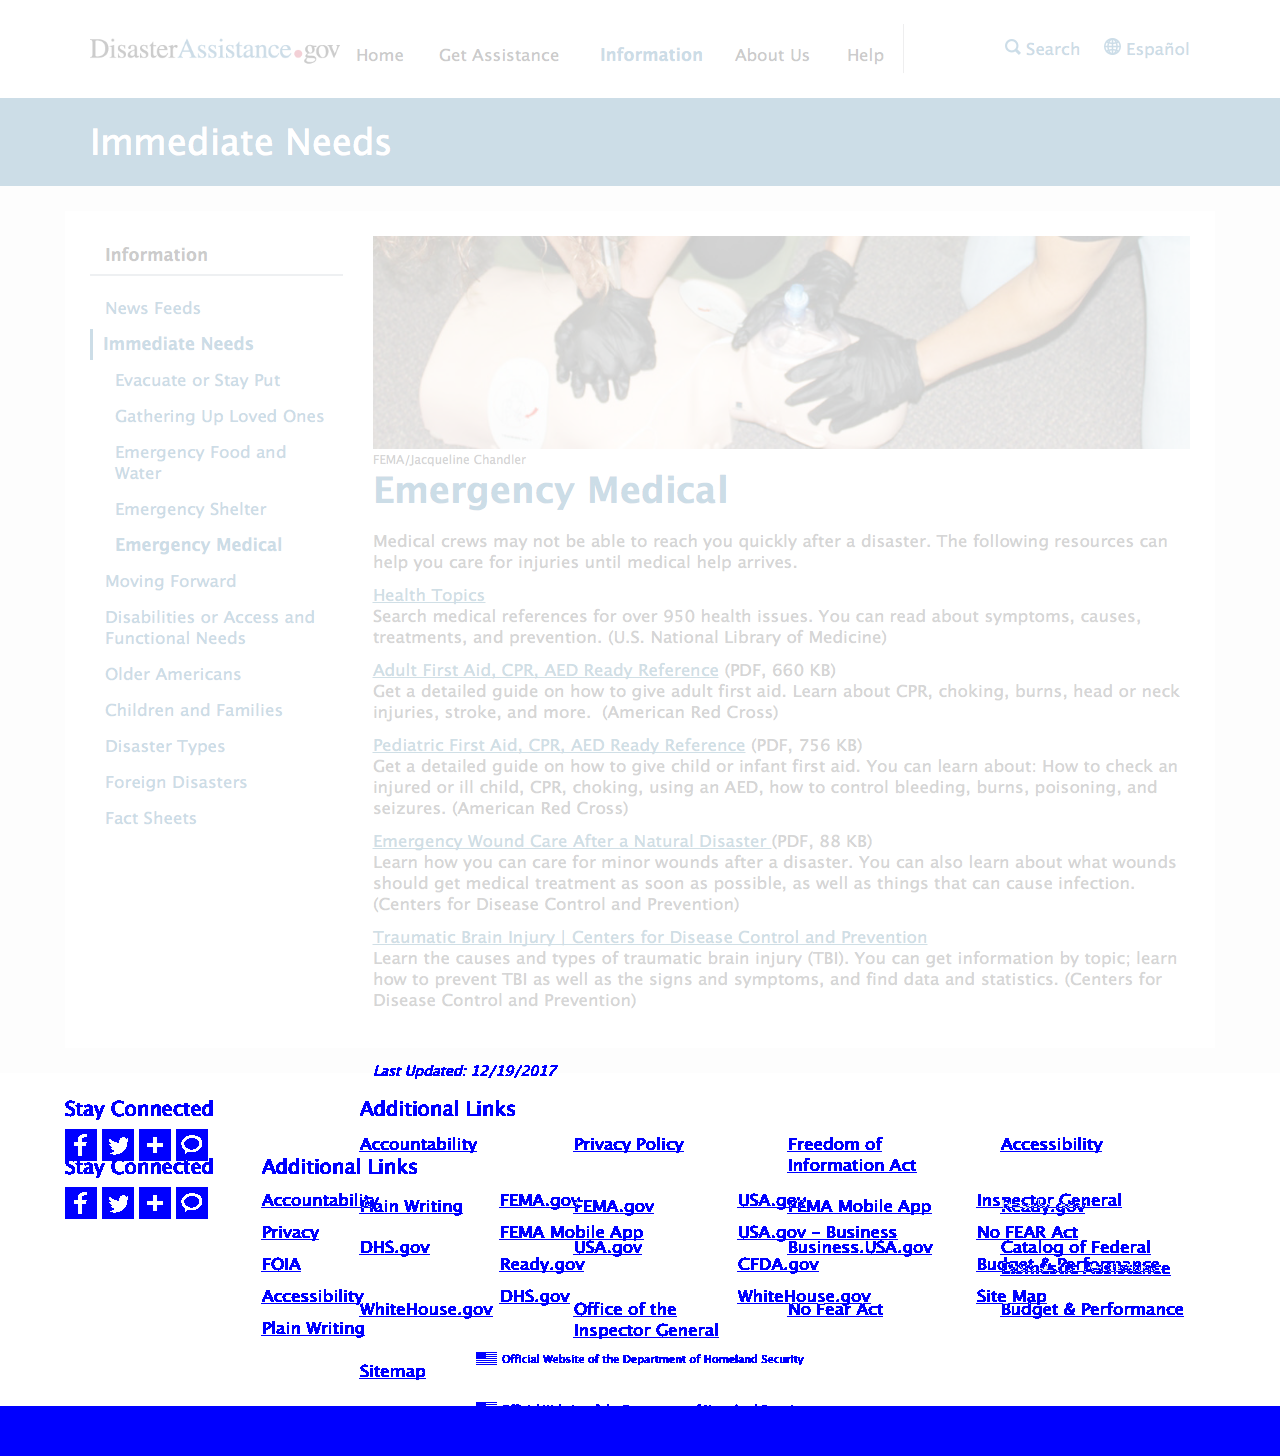 DisasterAssistance.gov Home Get Assistance Information About Us Help Search Español
Immediate Needs
Information
News Feeds
Immediate Needs
Evacuate or Stay Put
Gathering Up Loved Ones
Emergency Food and
Water
Emergency Shelter
Emergency Medical
Moving Forward
Disabilities or Access and
Functional Needs
Older Americans
Children and Families
Disaster Types
Foreign Disasters
Fact Sheets
FEMA/Jacqueline Chandler
Emergency Medical
Medical crews may not be able to reach you quickly after a disaster. The following resources can
help you care for injuries until medical help arrives.
Health Topics
Search medical references for over 950 health issues. You can read about symptoms, causes,
treatments, and prevention. (U.S. National Library of Medicine)
Adult First Aid, CPR, AED Ready Reference (PDF, 660 KB)
Get a detailed guide on how to give adult first aid. Learn about CPR, choking, burns, head or neck
injuries, stroke, and more. (American Red Cross)
Pediatric First Aid, CPR, AED Ready Reference (PDF, 756 KB)
Get a detailed guide on how to give child or infant first aid. You can learn about: How to check an
injured or ill child, CPR, choking, using an AED, how to control bleeding, burns, poisoning, and
seizures. (American Red Cross)
Emergency Wound Care After a Natural Disaster (PDF, 88 KB)
Learn how you can care for minor wounds after a disaster. You can also learn about what wounds
should get medical treatment as soon as possible, as well as things that can cause infection.
(Centers for Disease Control and Prevention)
Traumatic Brain Injury | Centers for Disease Control and Prevention
Learn the causes and types of traumatic brain injury (TBI). You can get information by topic; learn
how to prevent TBI as well as the signs and symptoms, and find data and statistics. (Centers for
Disease Control and Prevention)
Last Updated: 12/19/2017
Stay Connected Additional Links
Accountability Privacy Policy Freedom of Accessibility
Information Act
Stay Connected Additional Links
Accountability FEMA.gov USA.gov Inspector General
Plain Writing FEMA.gov FEMA Mobile App Ready.gov
Privacy FEMA Mobile App USA.gov - Business No FEAR Act
DHS.gov USA.gov Business.USA.gov Catalog of Federal
FOIA Ready.gov CFDA.gov Budget & Performance
Domestic Assistance
Accessibility DHS.gov WhiteHouse.gov Site Map
WhiteHouse.gov Office of the No Fear Act Budget & Performance
Plain Writing Inspector General
Official Website of the Department of Homeland Security
Sitemap